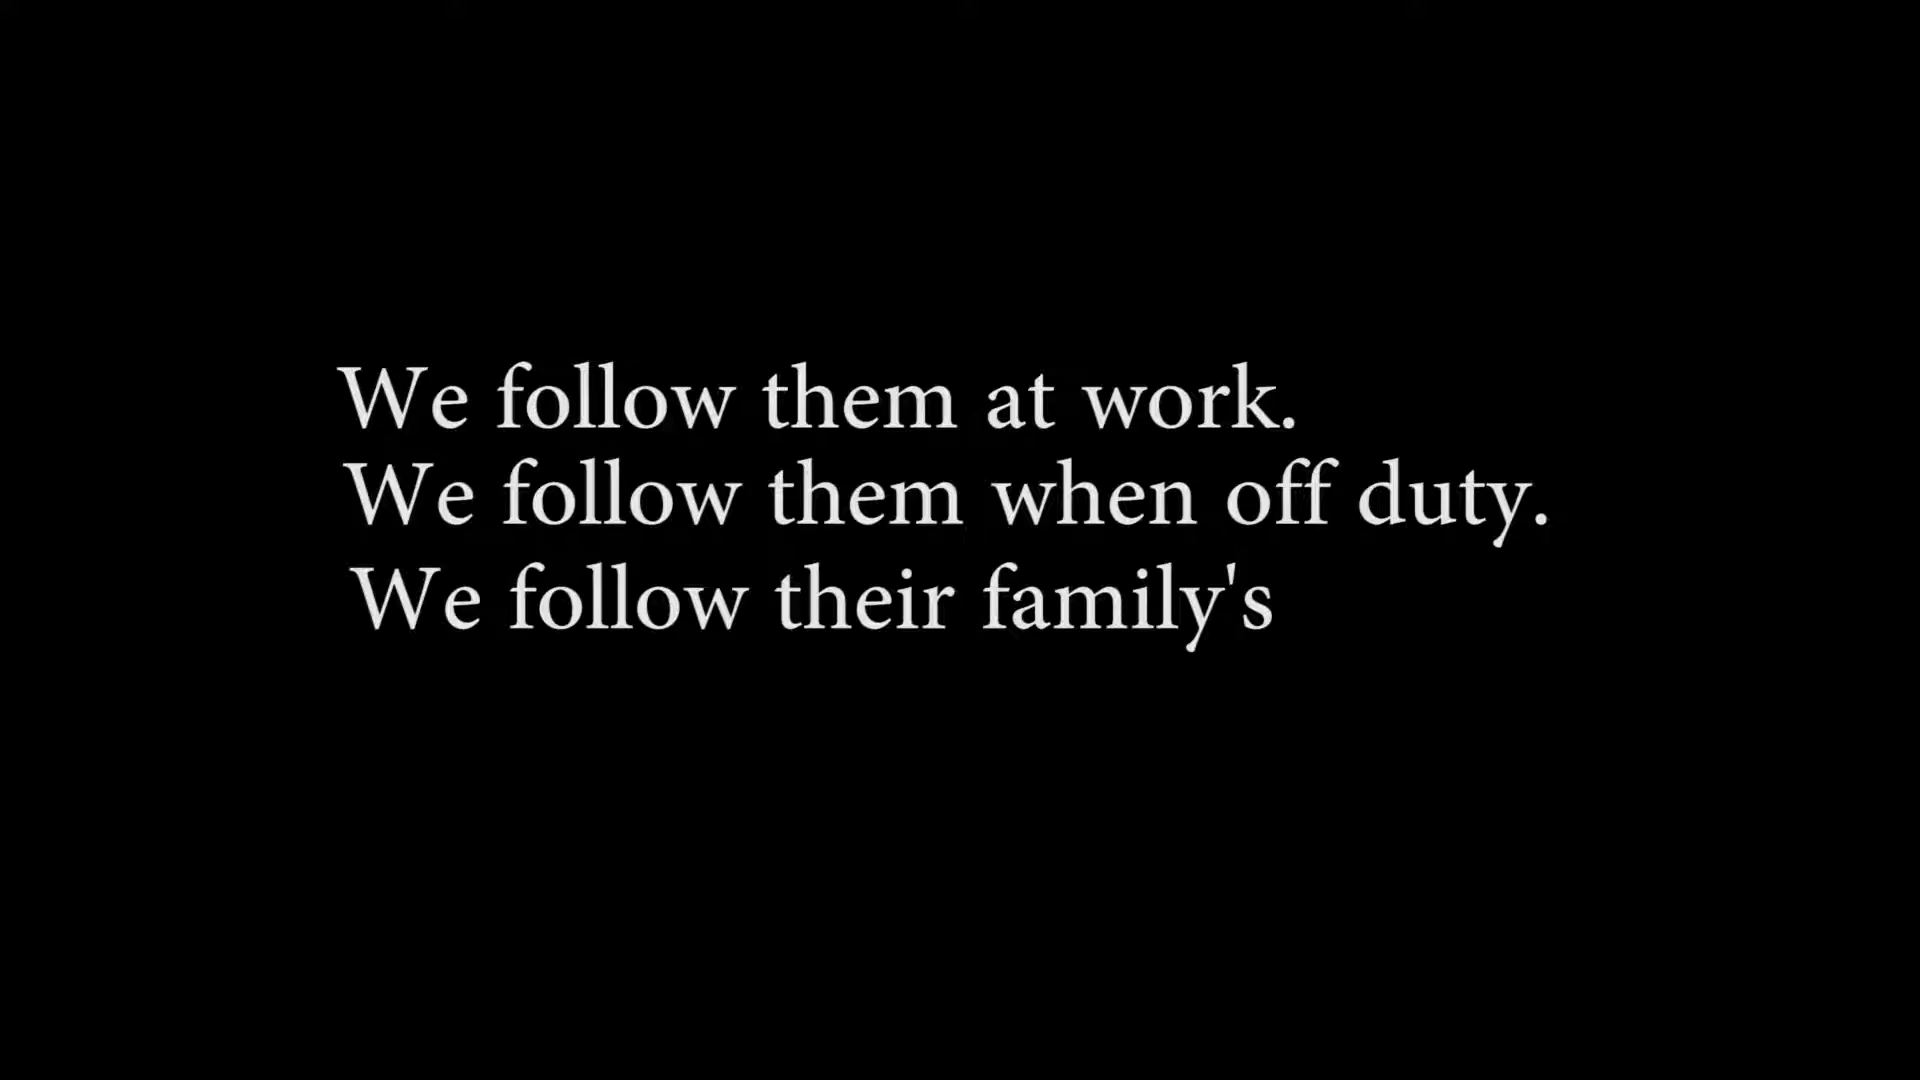 We follow them at work.
We follow them when off duty.
We follow their family's